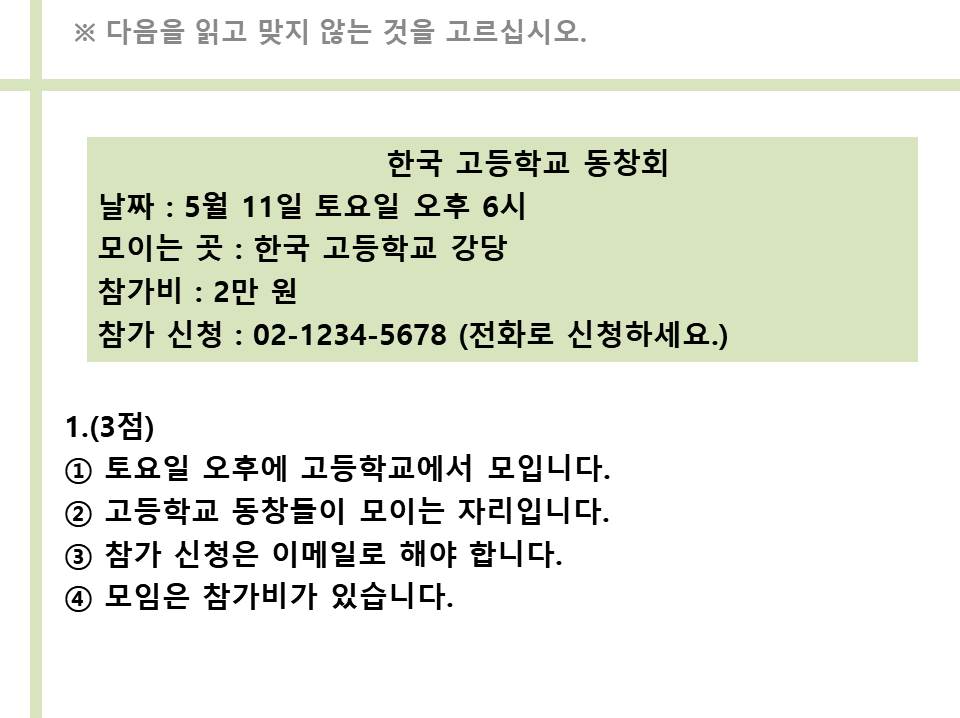 ※ 다음을 읽고 맞지 않는 것을 고르십시오.
한국 고등학교 동창회
날짜 : 5월 11일 토요일 오후 6시
모이는 곳 : 한국 고등학교 강당
참가비 : 2만 원
참가 신청 : 02-1234-5678 (전화로 신청하세요.)
1.(3점)
① 토요일 오후에 고등학교에서 모입니다.
② 고등학교 동창들이 모이는 자리입니다.
③ 참가 신청은 이메일로 해야 합니다.
④ 모임은 참가비가 있습니다.